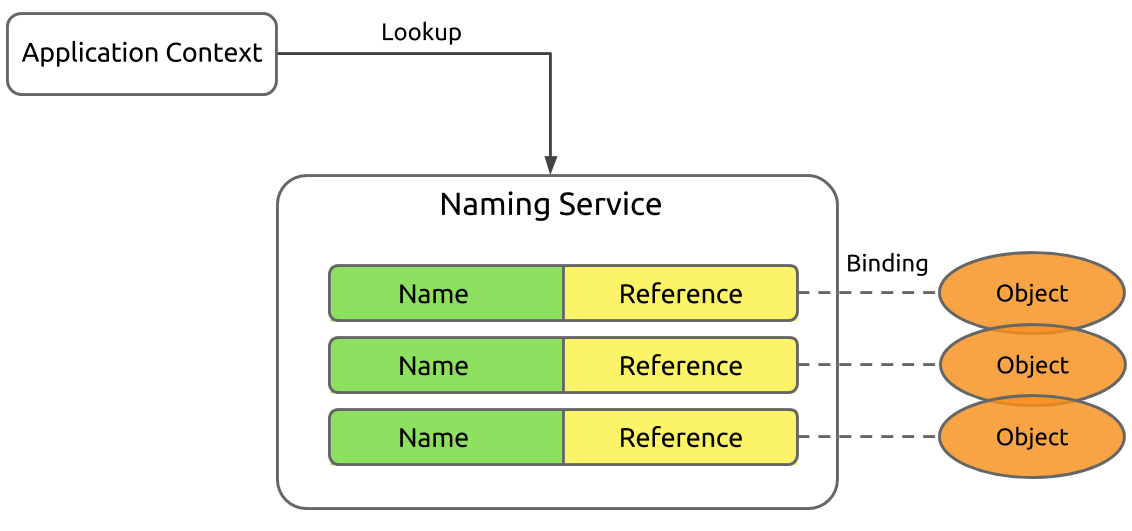 Lookup
Application Context
Naming Service
Binding
Name Reference Object
Name Reference Object
Name Reference Object